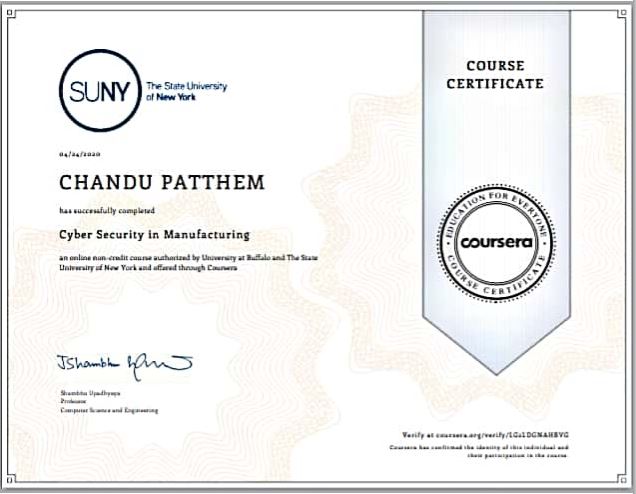 SUNY
The State University
of New York
COURSE
CERTIFICATE
04/24/2020
CHANDU PATTHEM
has successfully completed
Cyber Security in Manufacturing
an online non-credit course authorized by University at Buffalo and The State
University of New York and offered through Coursera
EDUCATION FOR EVERYONE
coursera
COURSE CERTIFICATE
Shambhu Upadhyaya
Professor
Computer Science and Engineering
Verify at coursera.org/verify/
Coursera has confirmed the identity of this individual and
their participation in the course.